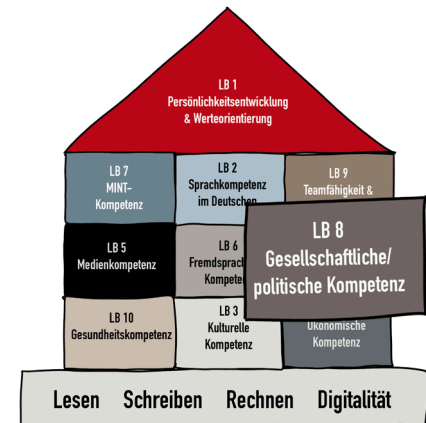 LB 1
Persönlichkeitsentwicklung
& Werteorientierung
LB 7
MINT-
Kompetenz
LB 2
Sprachkompetenz
im Deutschen
LB 9
Teamfähigkeit &
LB 5
Medienkompetenz
LB 6
LB 8
Gesellschaftliche/
politische Kompetenz
LB 10
Gesundheitskompetenz
LB 3
Kulturelle
Kompetenz
Ökonomische
Kompetenz
Lesen Schreiben Rechnen Digitalität